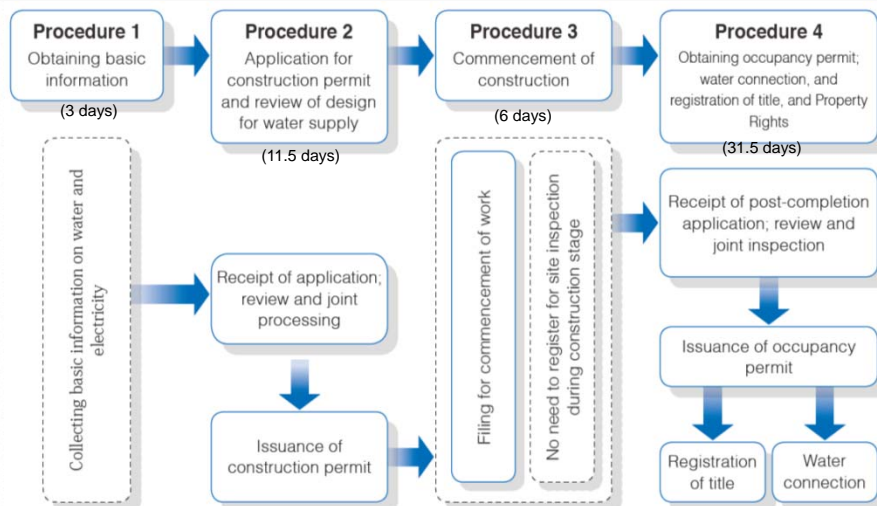 Procedure 1
Obtaining basic
information
(3 days)
Procedure 2
Application for
construction permit
and review of design
for water supply
(11.5 days)
Procedure 3
Commencement of
construction
(6 days)
Procedure 4
Obtaining occupancy permit;
water connection, and
registration of title, and Property
Rights
(31.5 days)
Collecting basic information on water and
electricity
Receipt of application;
review and joint
processing
Issuance of
construction permit
Filing for commencement of work
No need to register for site inspection
during construction stage
Receipt of post-completion
application; review and
joint inspection
Issuance of occupancy
permit
Registration
of title
Water
connection